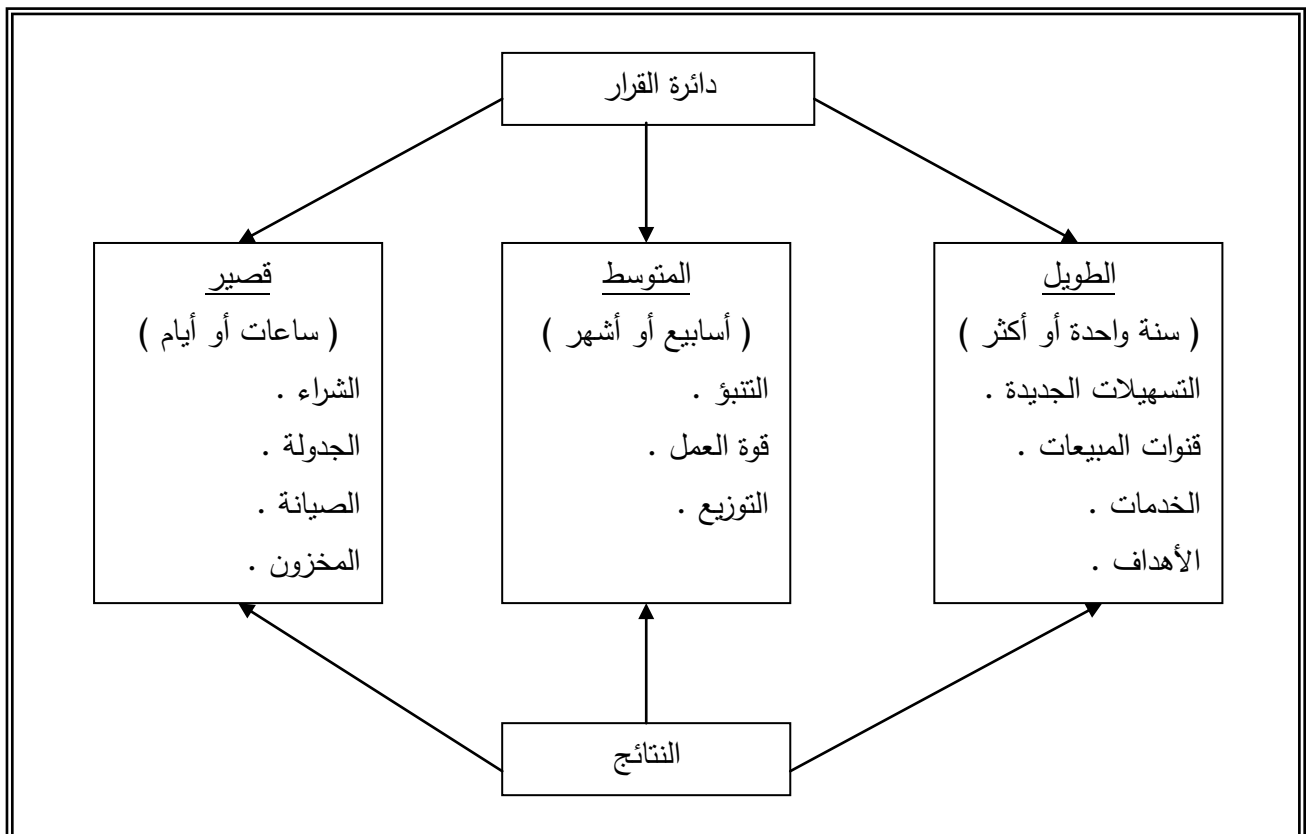 دائرة القرار
الطويل
( سنة واحدة أو أكثر )
التسهيلات الجديدة .
قنوات المبيعات .
الخدمات .
الأهداف .
المتوسط
( أسابيع أو أشهر )
التنبؤ .
قوة العمل .
التوزيع .
قصير
( ساعات أو أيام )
الشراء .
الجدولة .
الصيانة .
المخزون .
النتائج